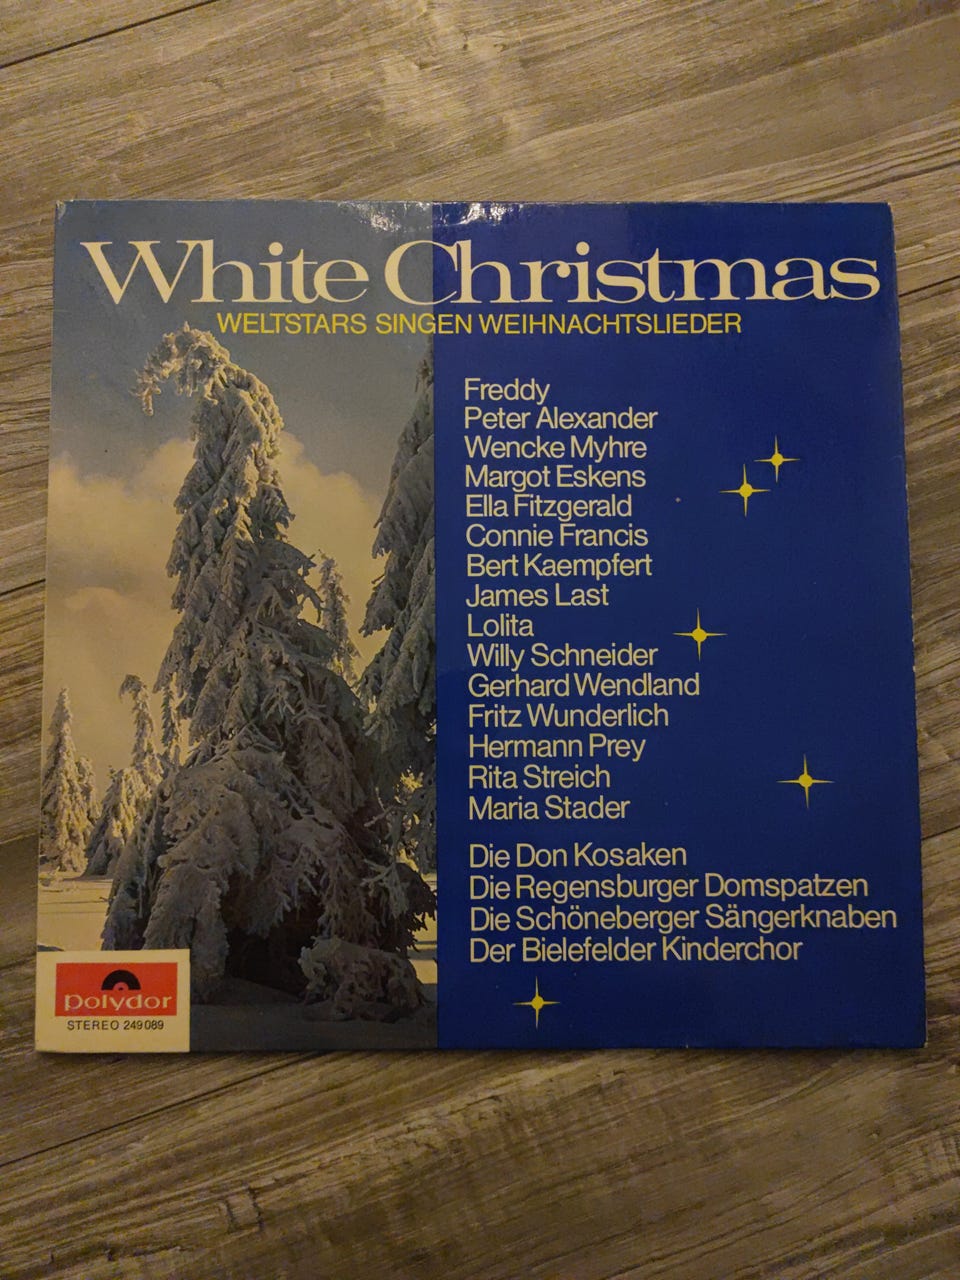 White Christmas
WELTSTARS SINGEN WEIHNACHTSLIEDER
Freddy
Peter Alexander
Wencke Myhre
Margot Eskens
Ella Fitzgerald
Connie Francis
Bert Kaempfert
James Last
Lolita
Willy Schneider
Gerhard Wendland
Fritz Wunderlich
Hermann Prey
Rita Streich
Maria Stader
Die Don Kosaken
Die Regensburger Domspatzen
Die Schöneberger Sängerknaben
Der Bielefelder Kinderchor
polydor
STEREO 249 089